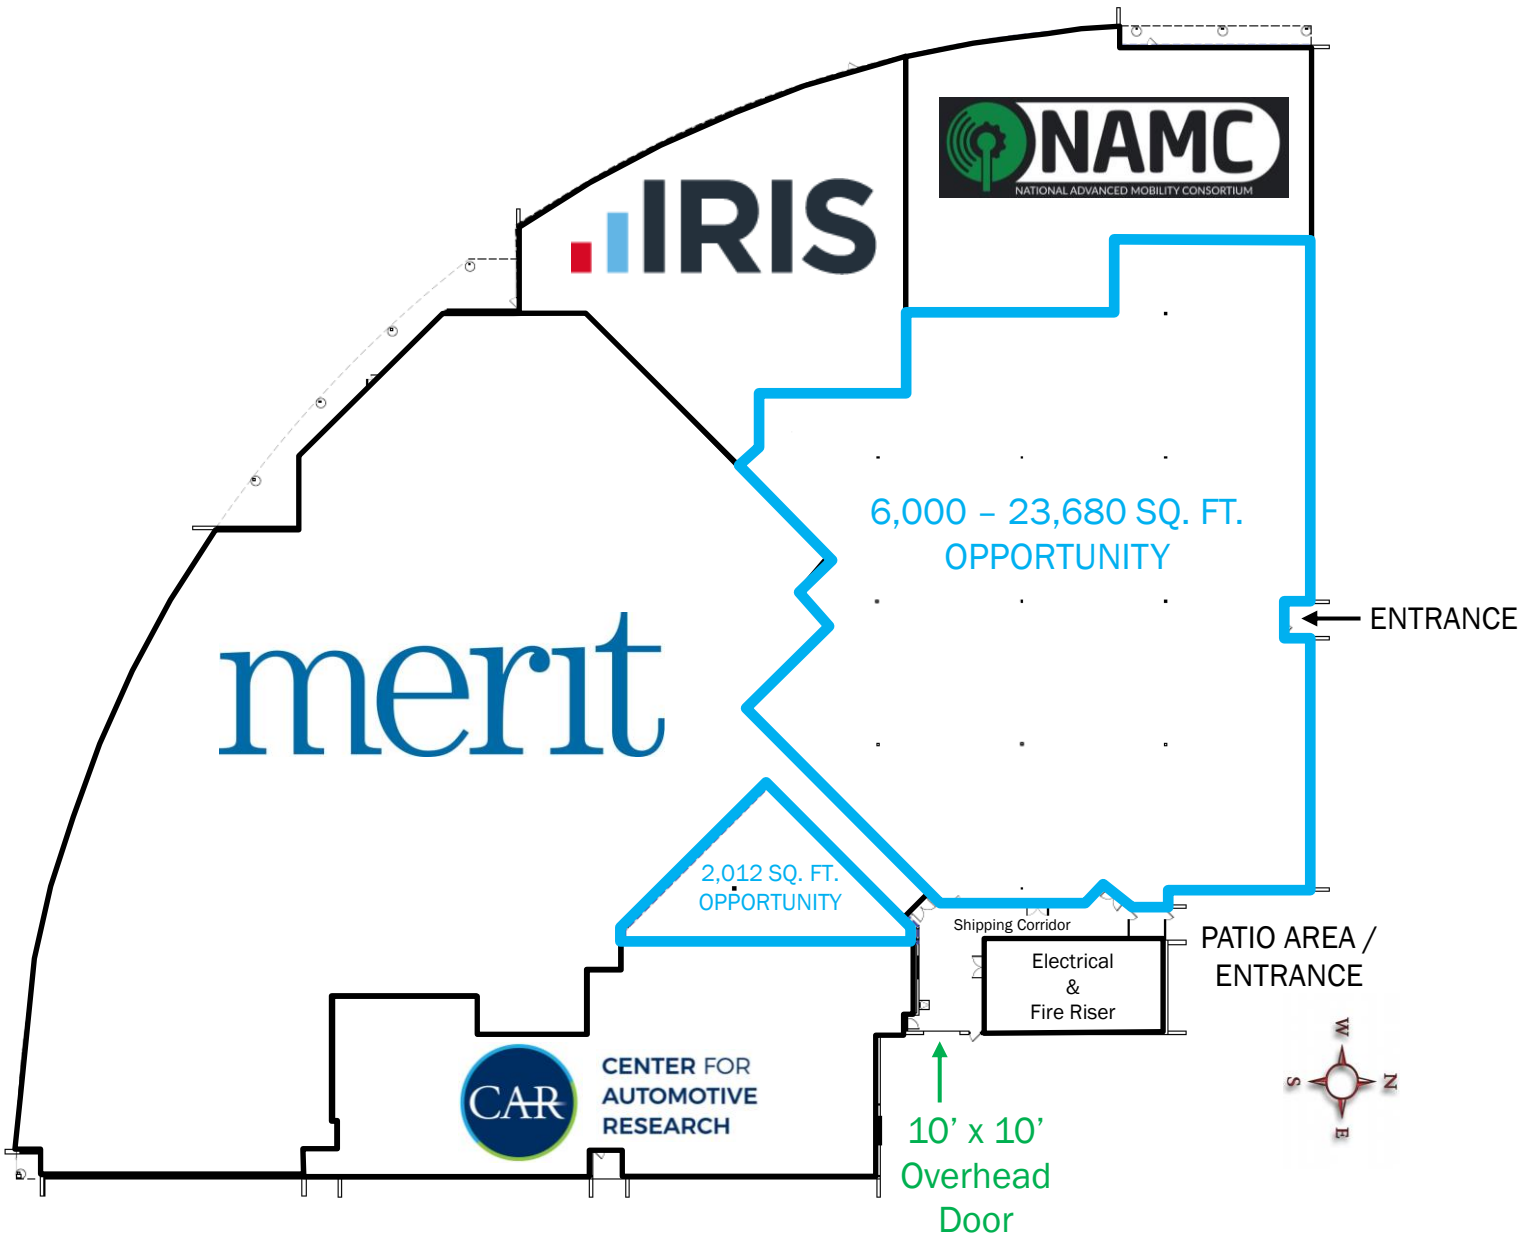 NAMC
NATIONAL ADVANCED MOBILITY CONSORTIUM
IRIS
6,000 – 23,680 SQ. FT.
OPPORTUNITY
ENTRANCE
merit
2,012 SQ. FT.
OPPORTUNITY
Shipping Corridor
PATIO AREA /
ENTRANCE
Electrical
&
Fire Riser
CAR
CENTER FOR
AUTOMOTIVE
RESEARCH
10’ x 10’
Overhead
Door
W
S
N
E